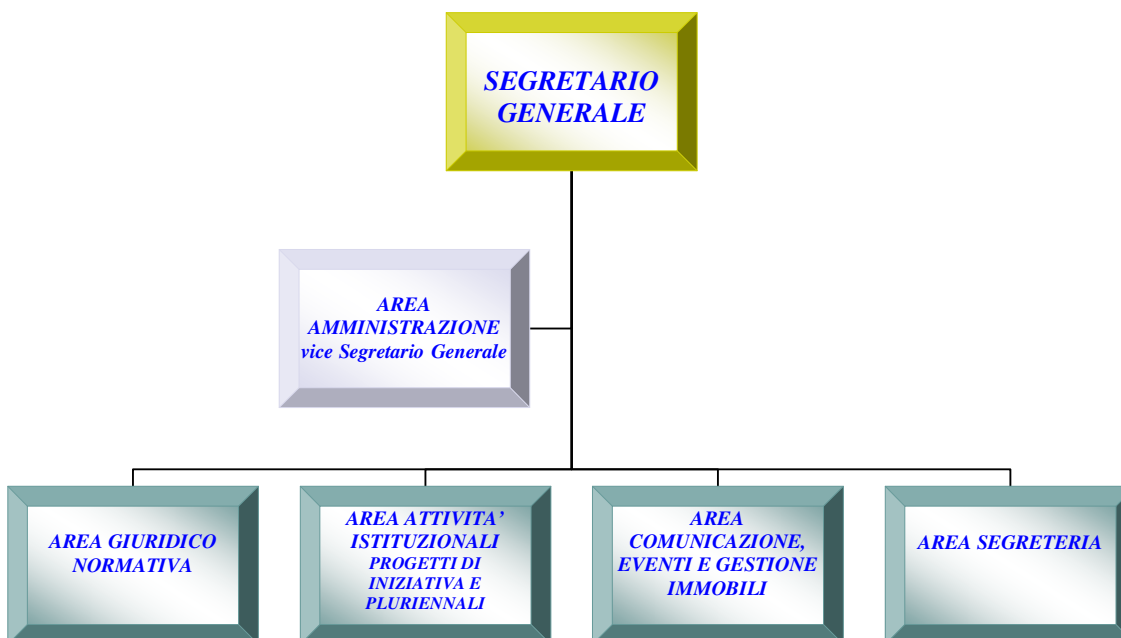 SEGRETARIO
GENERALE
AREA
AMMINISTRAZIONE
vice Segretario Generale
AREA GIURIDICO
NORMATIVA
AREA ATTIVITA’
ISTITUZIONALI
PROGETTI DI
INIZIATIVA E
PLURIENNALI
AREA
COMUNICAZIONE,
EVENTI E GESTIONE
IMMOBILI
AREA SEGRETERIA